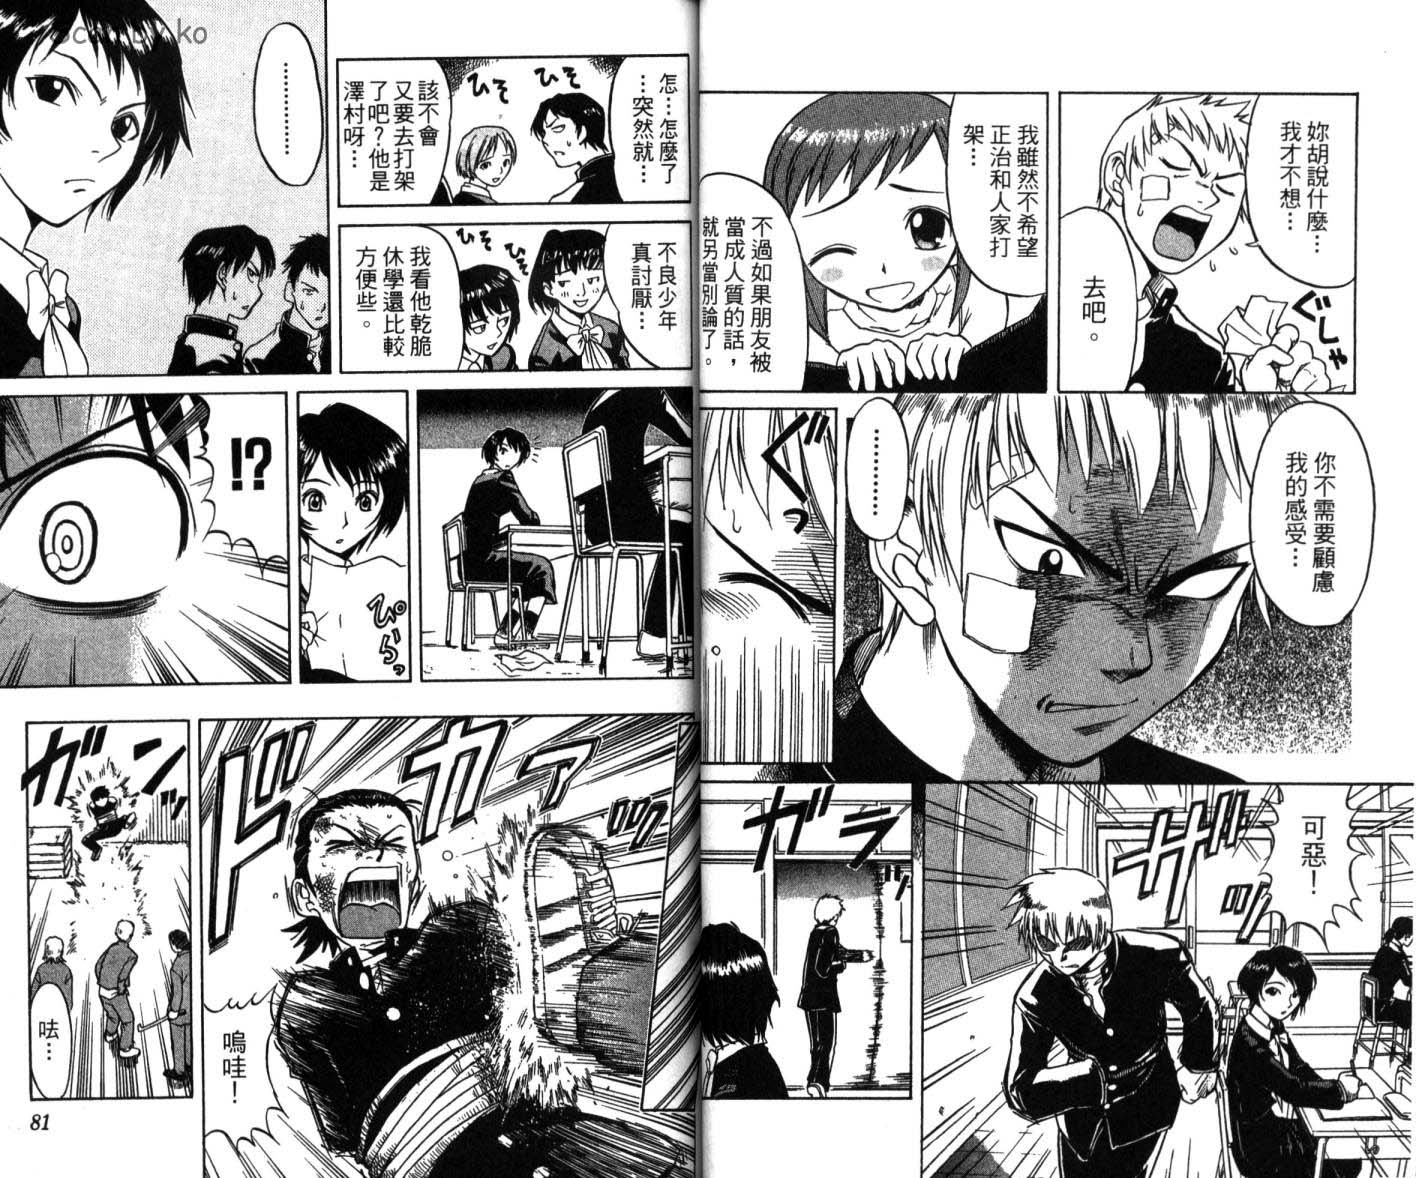 妳胡說什麼…
我才不想…
ぐしゃ
去吧。
我雖然不希望
正治和人家打
架…
不過如果朋友被
當成人質的話，
就另當別論了。
你不需要顧慮
我的感受…
…………
ぐぐ
可惡！
ザッ
ガラ
怎…怎麼了
…突然就…
ひそ
ひそ
該不會
又要去打架
了吧？他是
澤村呀…
…………
不良少年
真討厭…
ひそ
ひそ
我看他乾脆
休學還比較
方便些。
ぴらっ
!?
ドカァ
嗚哇！
ガンッ
呿…
81